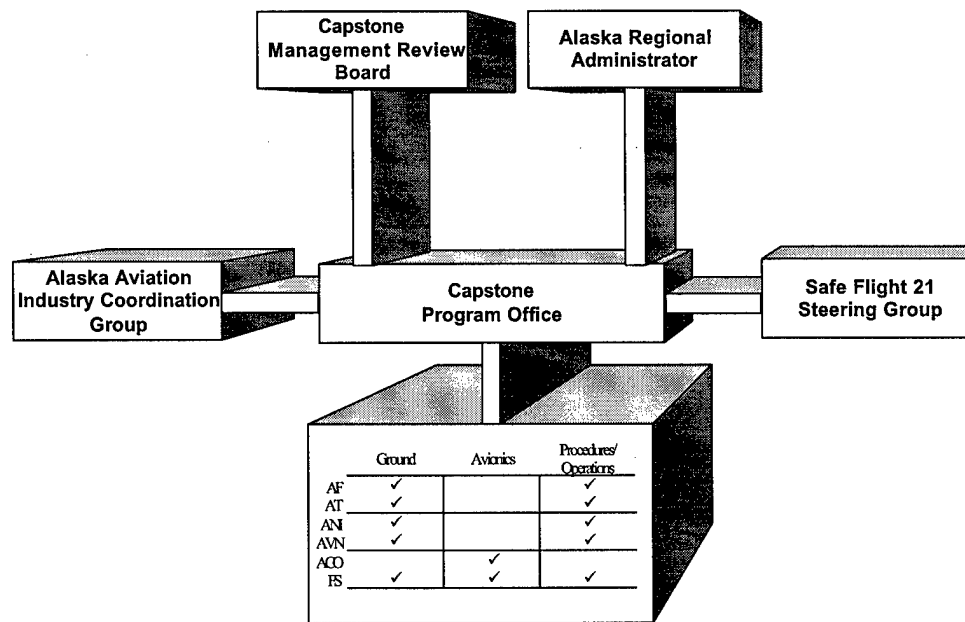 Capstone
Management Review
Board
Alaska Regional
Administrator
Alaska Aviation
Industry Coordination
Group
Capstone
Program Office
Safe Flight 21
Steering Group
Ground Avionics Procedures/
Operations
AF ✓ ✓
AT ✓ ✓
ANI ✓ ✓
AVN ✓ ✓
ACO ✓
FS ✓ ✓ ✓